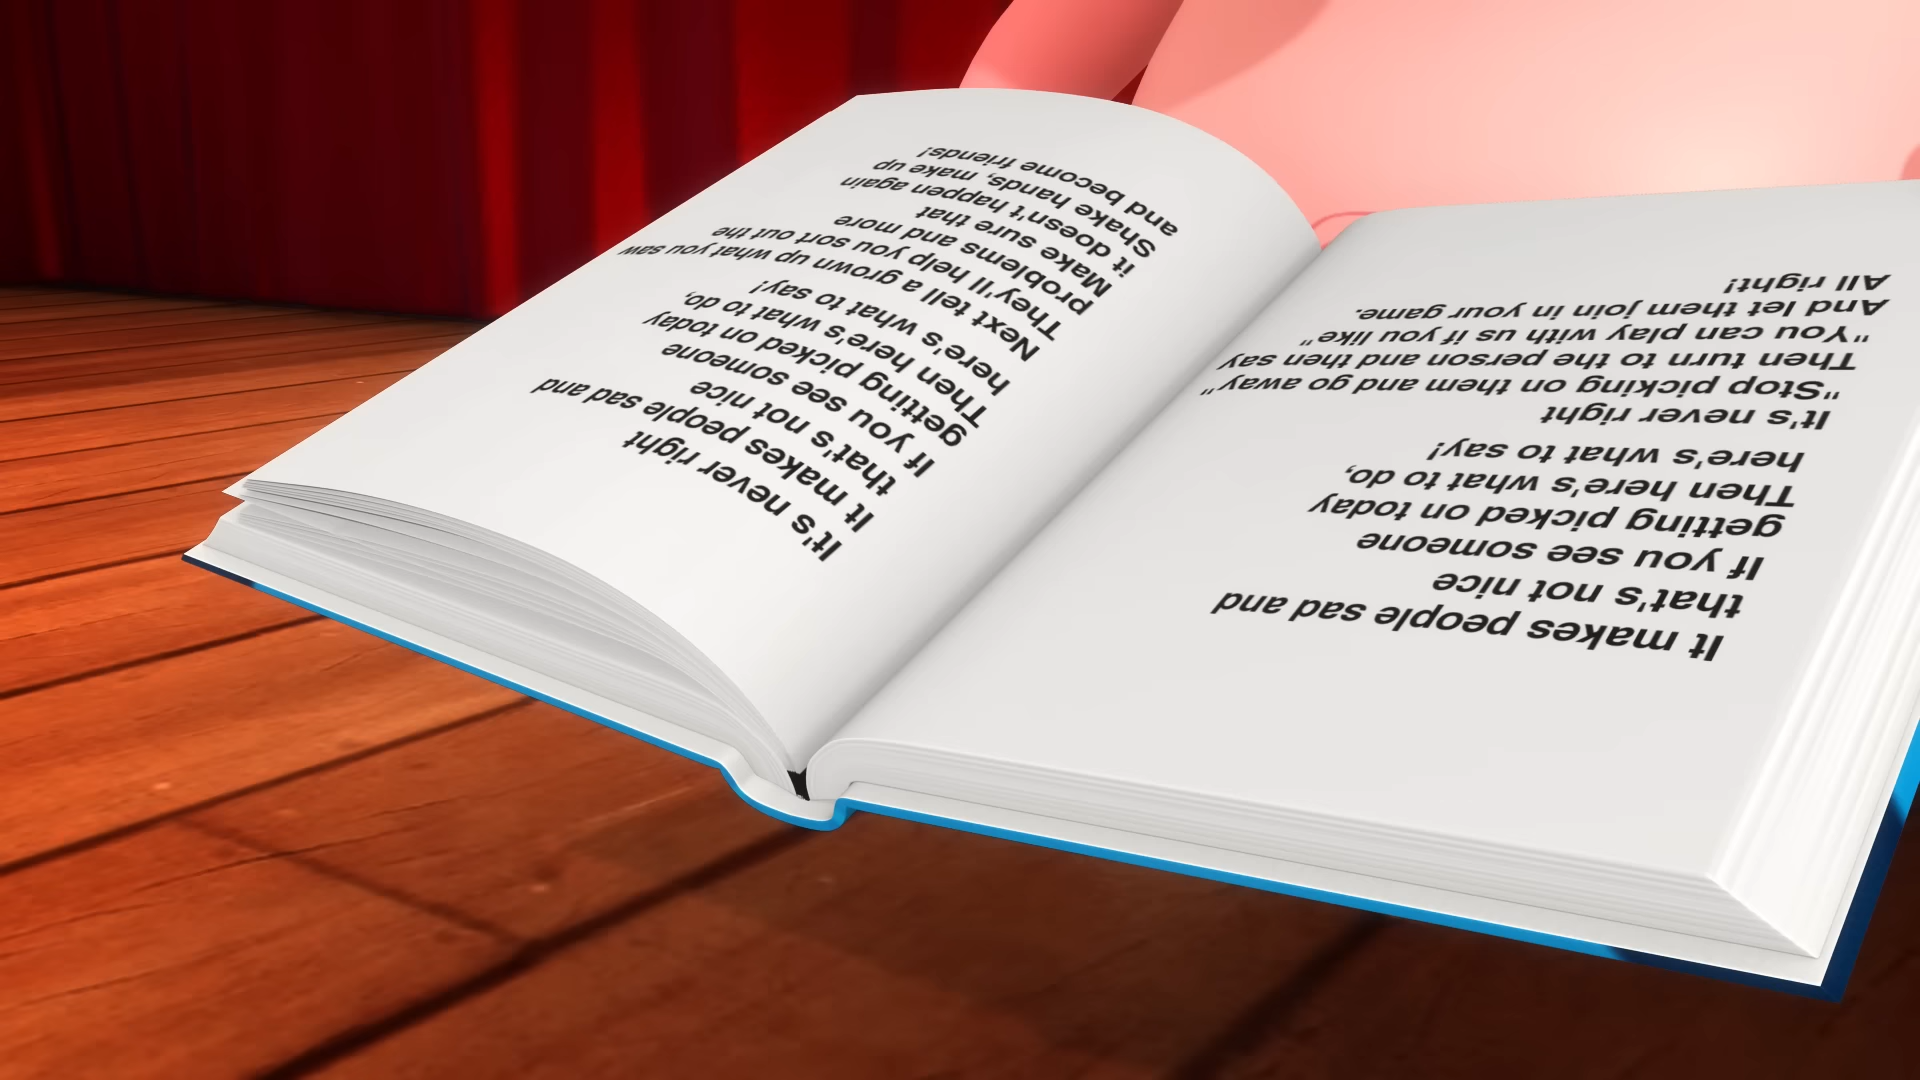 It makes people sad and
that's not nice
If you see someone
getting picked on today
Then here's what to do,
here's what to say!
It's never right
"Stop picking on them and go away"
Then turn to the person and then say
"You can play with us if you like"
And let them join in your game.
All right!
It's never right
It makes people sad and
that's not nice
If you see someone
getting picked on today
Then here's what to do,
here's what to say!
Next tell a grown up what you saw
They'll help you sort out the
problems and more
Make sure that
it doesn't happen again
Shake hands, make up
and become friends!